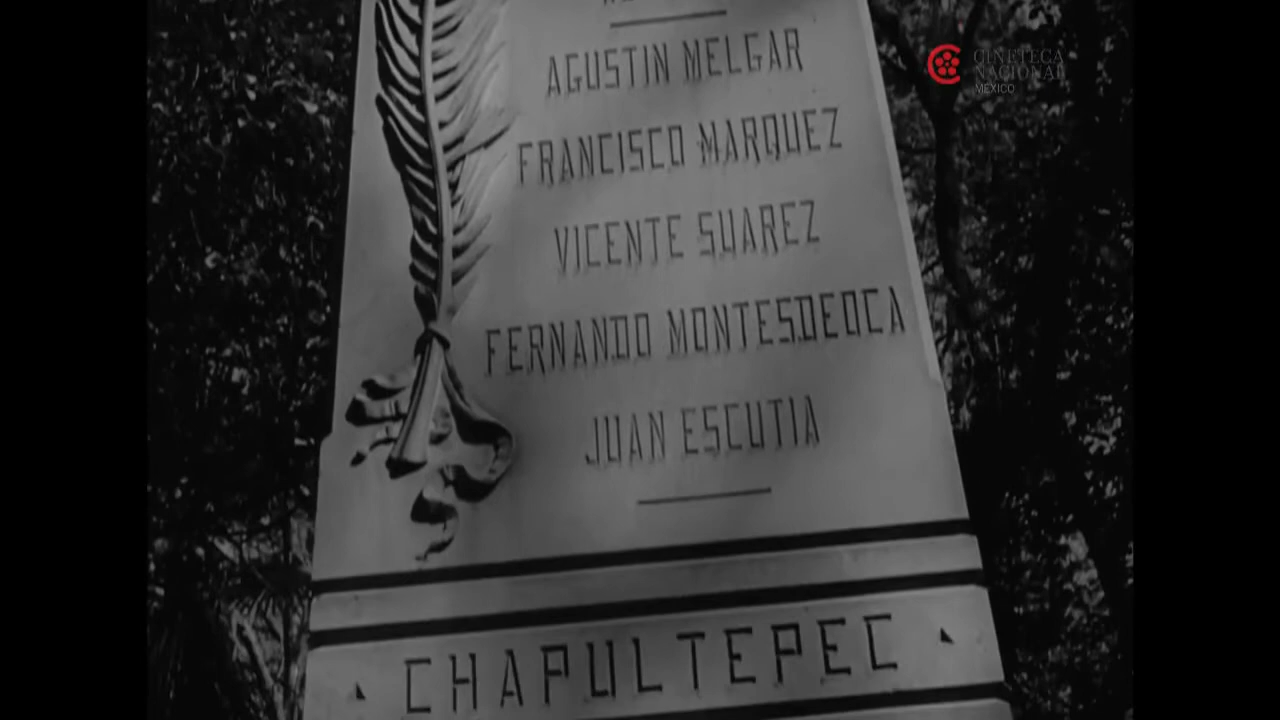 AGUSTIN MELGAR
FRANCISCO MARQUEZ
VICENTE SUAREZ
FERNANDO MONTESDEOCA
JUAN ESCUTIA
CHAPULTEPEC
CINETECA
NACIONAL
MÉXICO